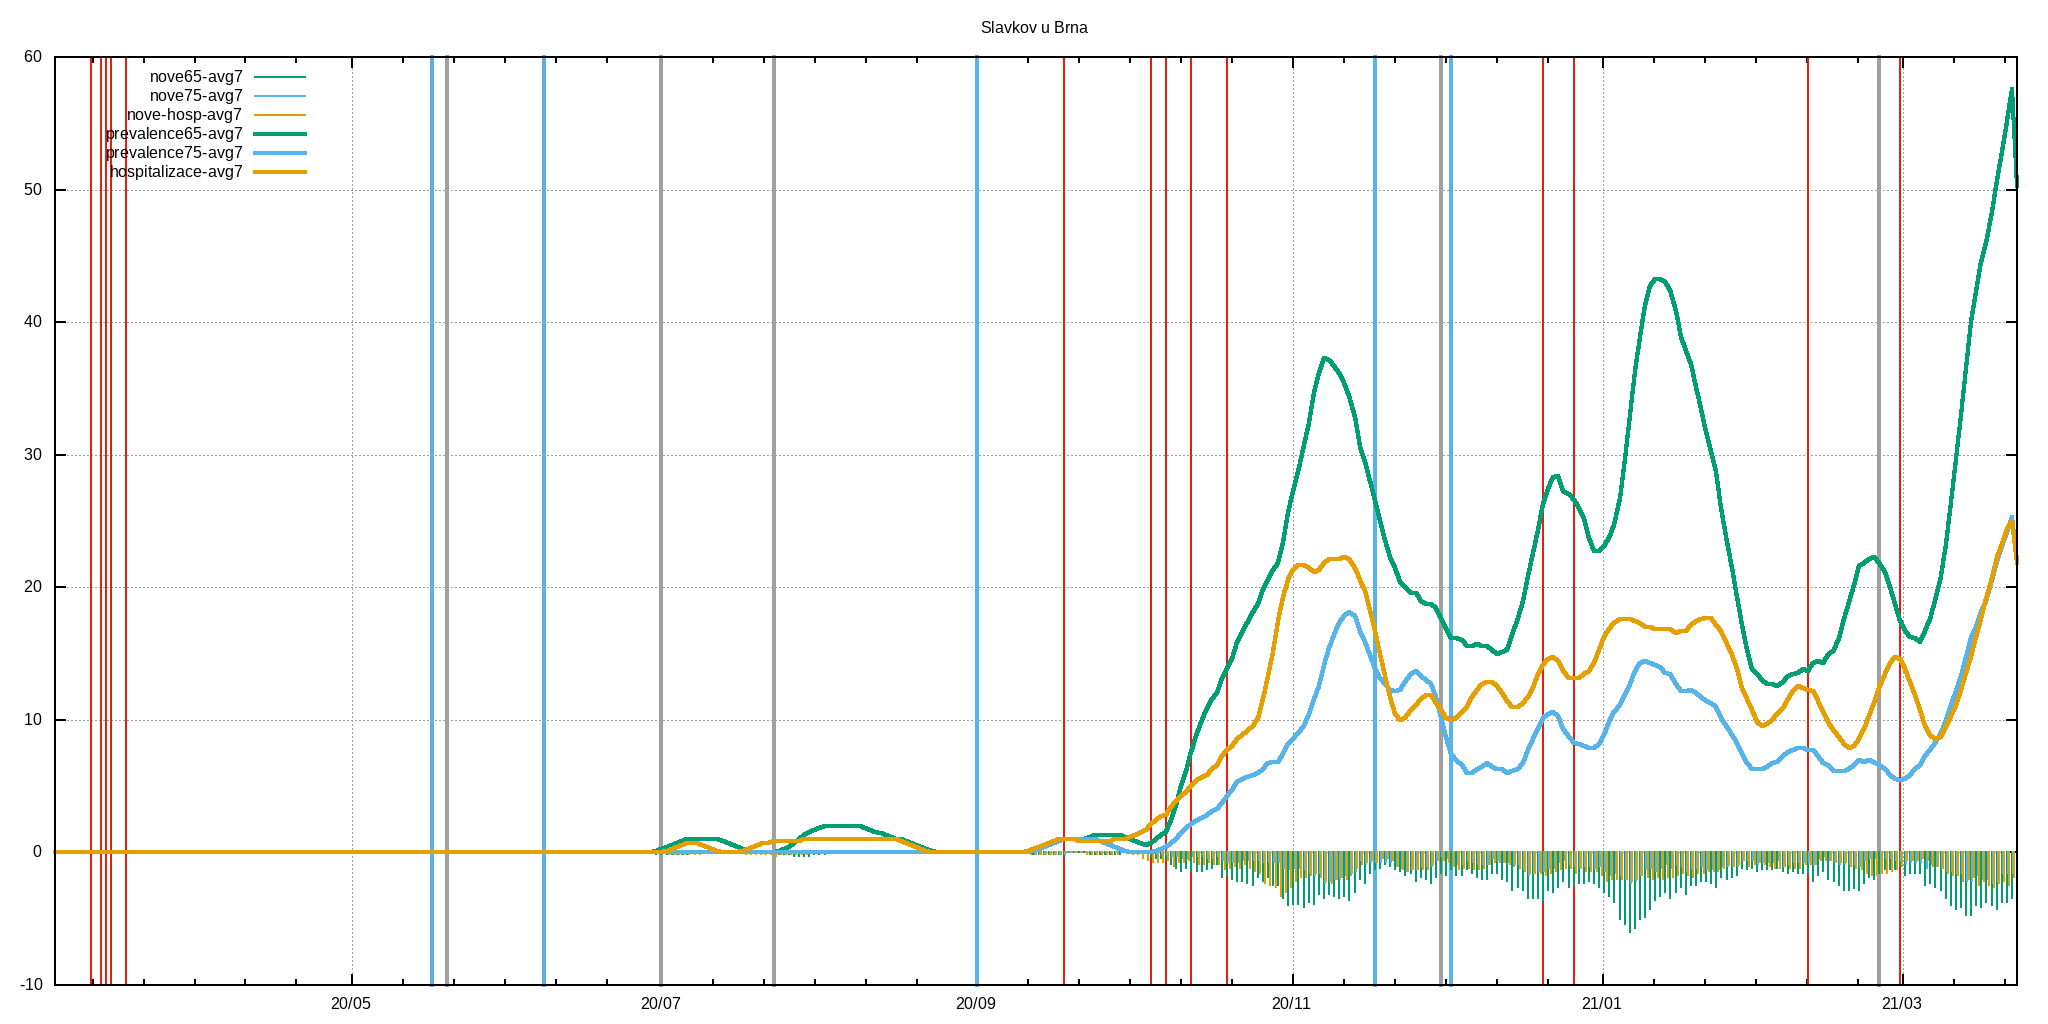 Slavkov u Brna
60
50
40
30
20
10
0
-10
nove65-avg7
nove75-avg7
nove-hosp-avg7
prevalence65-avg7
prevalence75-avg7
hospitalizace-avg7
20/05 20/07 20/09 20/11 21/01 21/03